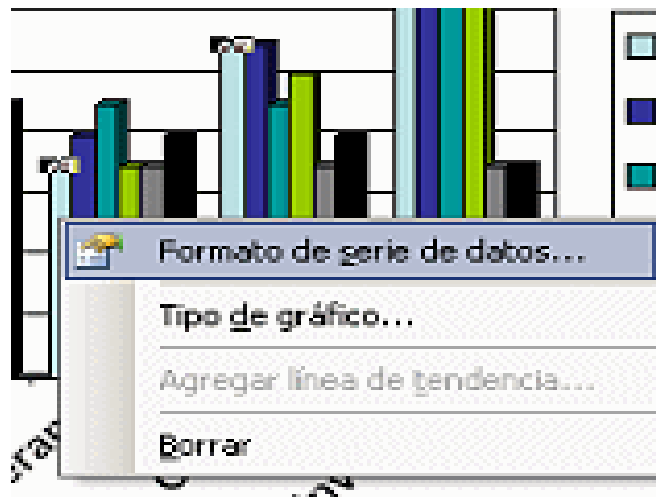 Formato de serie de datos...
Tipo de gráfico...
Agregar línea de tendencia...
Borrar